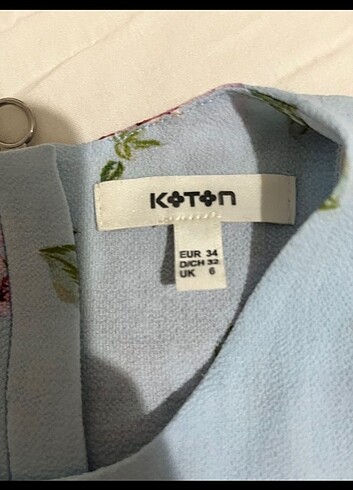 KOTON
EUR 34
D/CH 32
UK 6